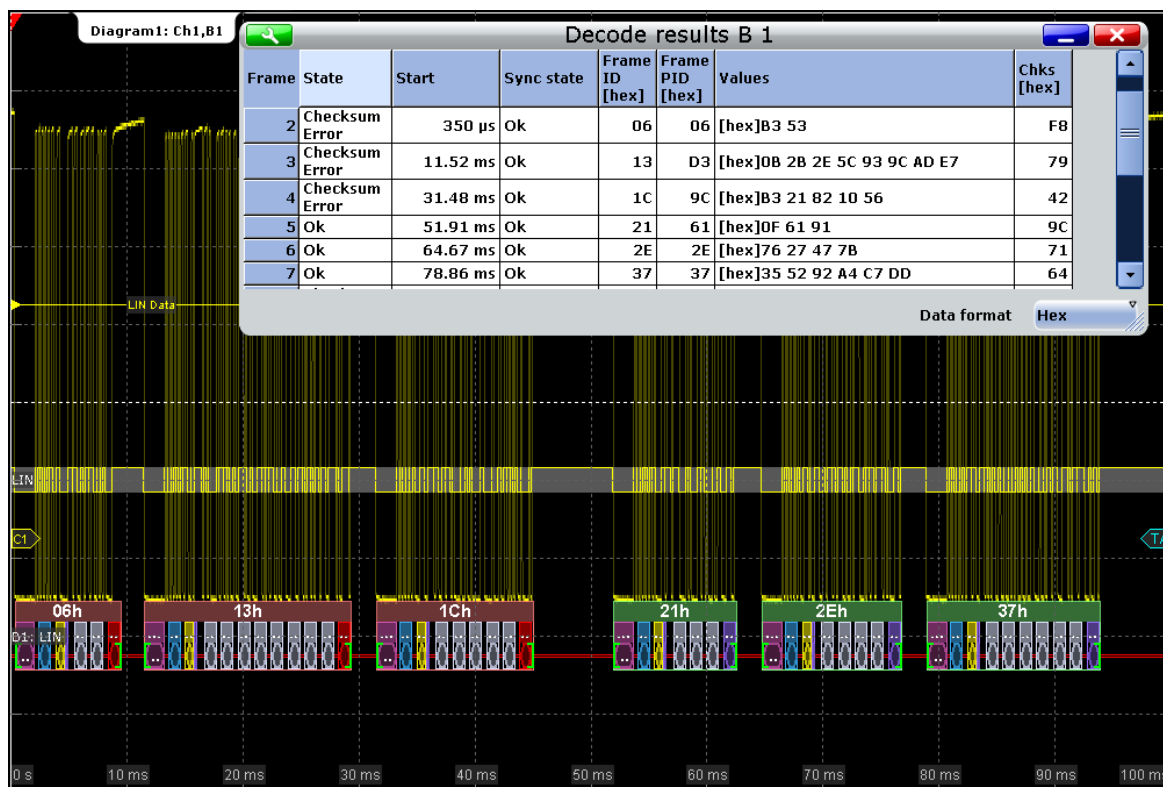 Diagram1: Ch1,B1
Decode results B 1
Frame State Start Sync state Frame ID [hex] Frame PID [hex] Values Chks [hex]
2 Checksum Error 350 µs Ok 06 06 [hex]B3 53 F8
3 Checksum Error 11.52 ms Ok 13 D3 [hex]0B 2B 2E 5C 93 9C AD E7 79
4 Checksum Error 31.48 ms Ok 1C 9C [hex]B3 21 82 10 56 42
5 Ok 51.91 ms Ok 21 61 [hex]0F 61 91 9C
6 Ok 64.67 ms Ok 2E 2E [hex]76 27 47 7B 71
7 Ok 78.86 ms Ok 37 37 [hex]35 52 92 A4 C7 DD 64
Data format Hex
LIN Data
LIN
C1
TA
06h 13h 1Ch 21h 2Eh 37h
B1: LIN
0 s 10 ms 20 ms 30 ms 40 ms 50 ms 60 ms 70 ms 80 ms 90 ms 100 m